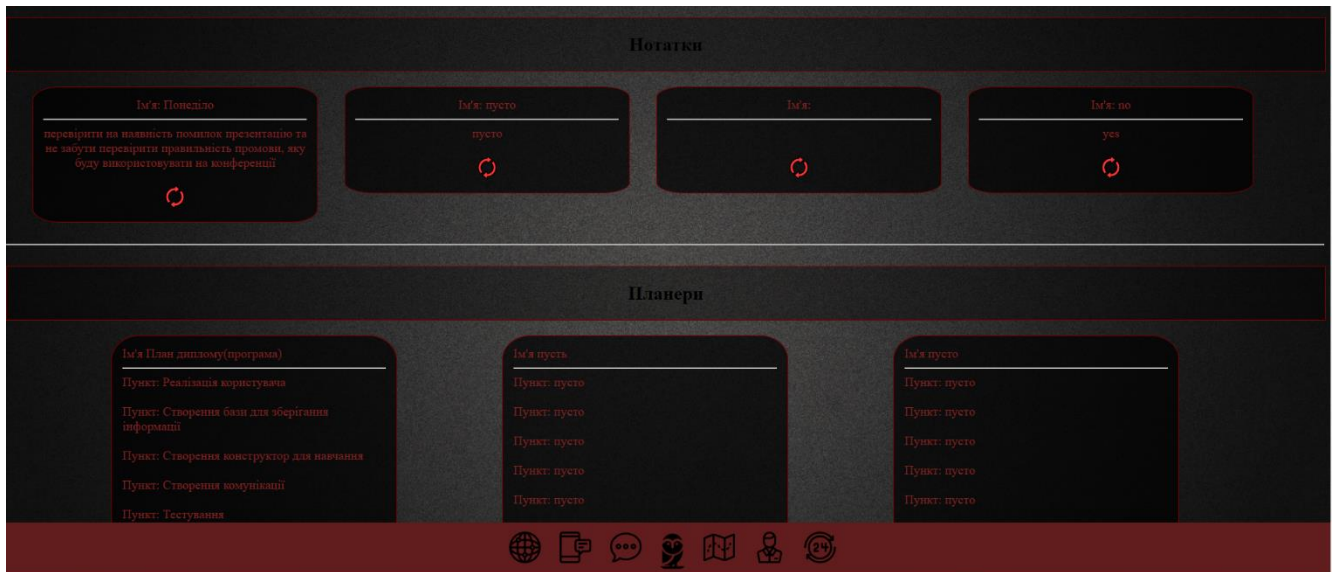 Нотатки
Ім'я: Понеділо
перевірити на наявність помилок презентацію та
не забути перевірити правильність промови, яку
буду використовувати на конференції
Ім'я: пусто
пусто
Ім'я:
Ім'я: no
yes
Планери
Ім'я План диплому(програма)
Пункт: Реалізація користувача
Пункт: Створення бази для зберігання
інформації
Пункт: Створення конструктор для навчання
Пункт: Створення комунікації
Пункт: Тестування
Ім'я пусть
Пункт: пусто
Пункт: пусто
Пункт: пусто
Пункт: пусто
Пункт: пусто
Ім'я пусто
Пункт: пусто
Пункт: пусто
Пункт: пусто
Пункт: пусто
Пункт: пусто
24